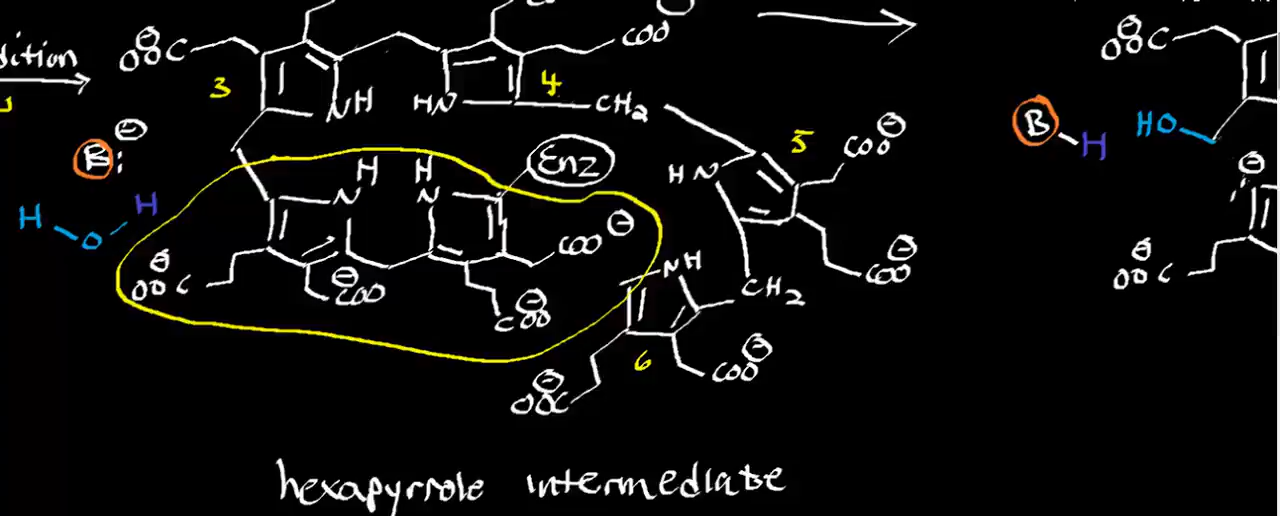 dition
⊖OOC
COO
3
NH
HN
4
CH2
5
COO⊖
HO
⊖OOC
B:⊖
H
O
H
H
N
H
N
Enz
HN
B
H
⊖OOC
COO⊖
COO⊖
COO⊖
COO⊖
NH
CH2
6
⊖OOC
COO⊖
⊖OOC
hexapyrrole intermediate